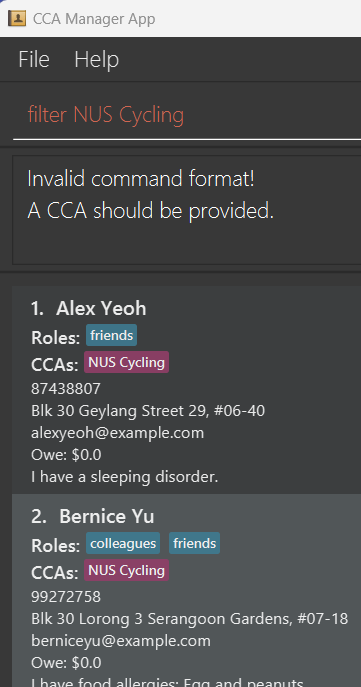 CCA Manager App
File Help
filter NUS Cycling
Invalid command format!
A CCA should be provided.
1. Alex Yeoh
Roles: friends
CCAs: NUS Cycling
87438807
Blk 30 Geylang Street 29, #06-40
alexyeoh@example.com
Owe: $0.0
I have a sleeping disorder.
2. Bernice Yu
Roles: colleagues friends
CCAs: NUS Cycling
99272758
Blk 30 Lorong 3 Serangoon Gardens, #07-18
berniceyu@example.com
Owe: $0.0
I have food allergies: Egg and peanuts